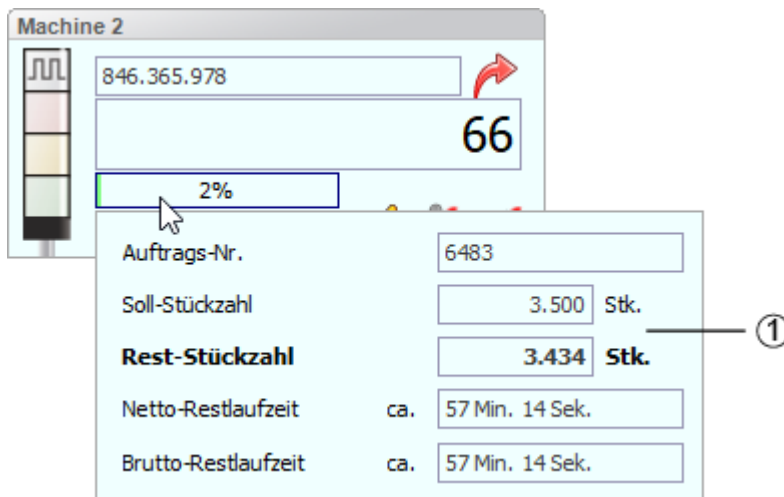 Machine 2
846.365.978
66
2%
Auftrags-Nr. 6483
Soll-Stückzahl 3.500 Stk.
Rest-Stückzahl 3.434 Stk.
①
Netto-Restlaufzeit ca. 57 Min. 14 Sek.
Brutto-Restlaufzeit ca. 57 Min. 14 Sek.